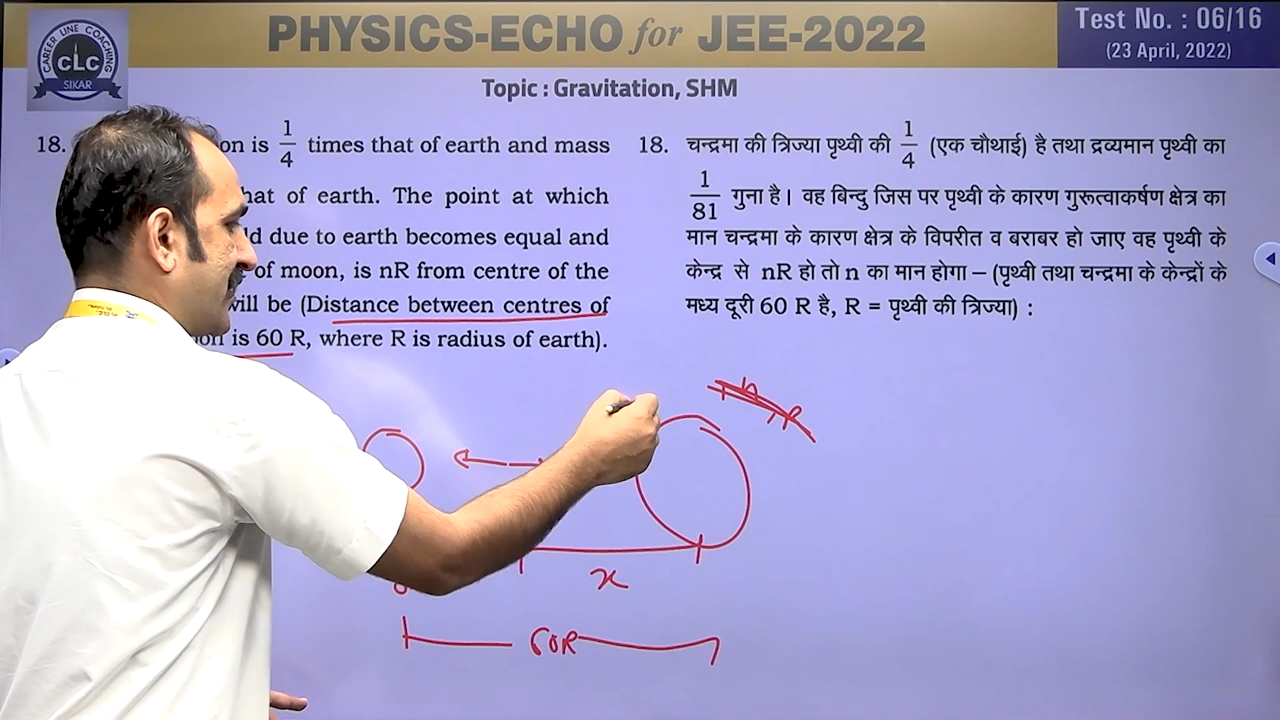 PHYSICS-ECHO for JEE-2022
Test No. : 06/16
(23 April, 2022)
CAREER LINE COACHING
CLC
SIKAR
Topic : Gravitation, SHM
18.
on is 1/4 times that of earth and mass
hat of earth. The point at which
ld due to earth becomes equal and
of moon, is nR from centre of the
will be (Distance between centres of
on is 60 R, where R is radius of earth).
18. चन्द्रमा की त्रिज्या पृथ्वी की 1/4 (एक चौथाई) है तथा द्रव्यमान पृथ्वी का
1/81 गुना है। वह बिन्दु जिस पर पृथ्वी के कारण गुरूत्वाकर्षण क्षेत्र का
मान चन्द्रमा के कारण क्षेत्र के विपरीत व बराबर हो जाए वह पृथ्वी के
केन्द्र से nR हो तो n का मान होगा – (पृथ्वी तथा चन्द्रमा के केन्द्रों के
मध्य दूरी 60 R है, R = पृथ्वी की त्रिज्या) :
x
60R